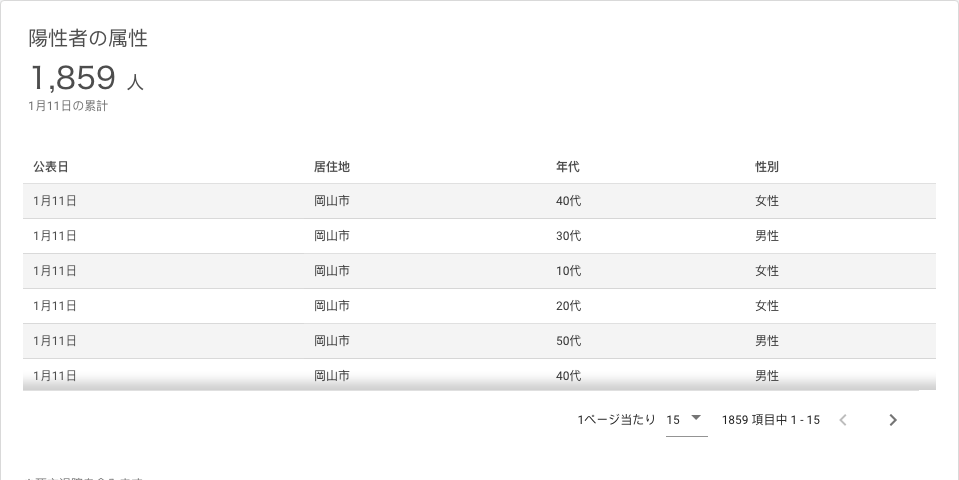 陽性者の属性
1,859 人
1月11日の累計
公表日 居住地 年代 性別
1月11日 岡山市 40代 女性
1月11日 岡山市 30代 男性
1月11日 岡山市 10代 女性
1月11日 岡山市 20代 女性
1月11日 岡山市 50代 男性
1月11日 岡山市 40代 男性
1ページ当たり 15 1859 項目中 1 - 15